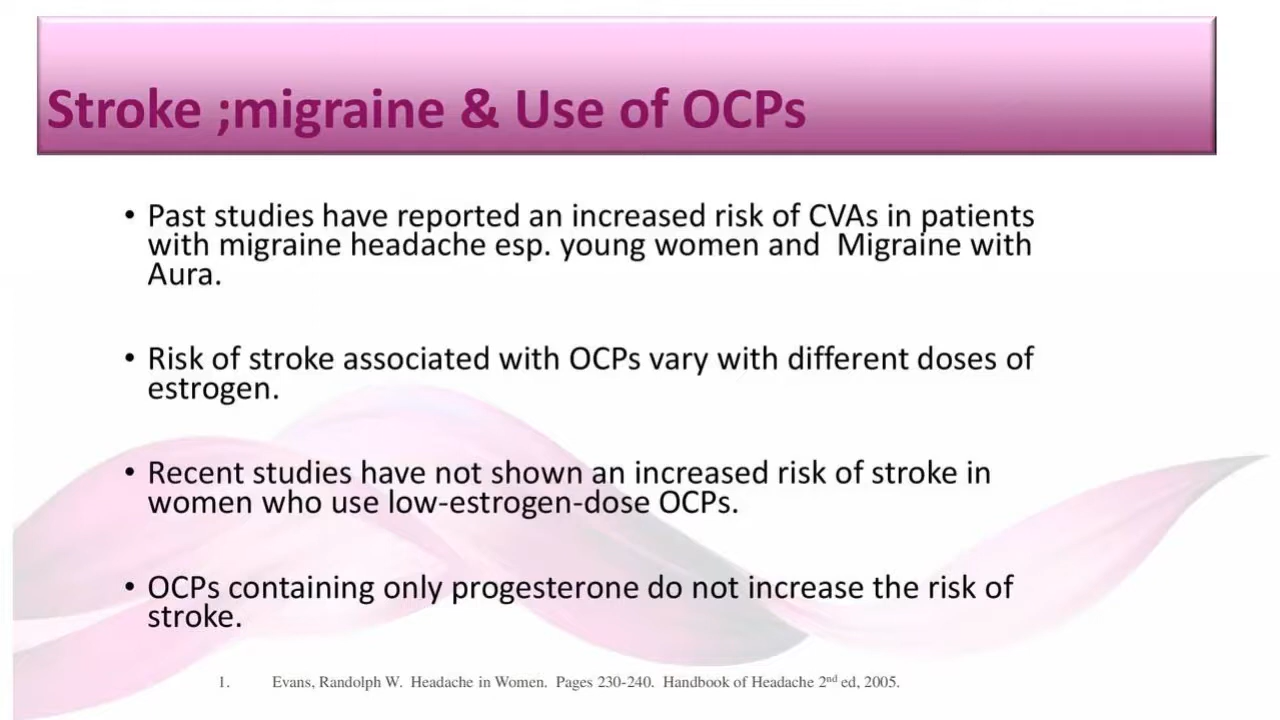 Stroke ;migraine & Use of OCPs
• Past studies have reported an increased risk of CVAs in patients
with migraine headache esp. young women and  Migraine with
Aura.
• Risk of stroke associated with OCPs vary with different doses of
estrogen.
• Recent studies have not shown an increased risk of stroke in
women who use low-estrogen-dose OCPs.
• OCPs containing only progesterone do not increase the risk of
stroke.
1. Evans, Randolph W.  Headache in Women.  Pages 230-240.  Handbook of Headache 2nd ed, 2005.